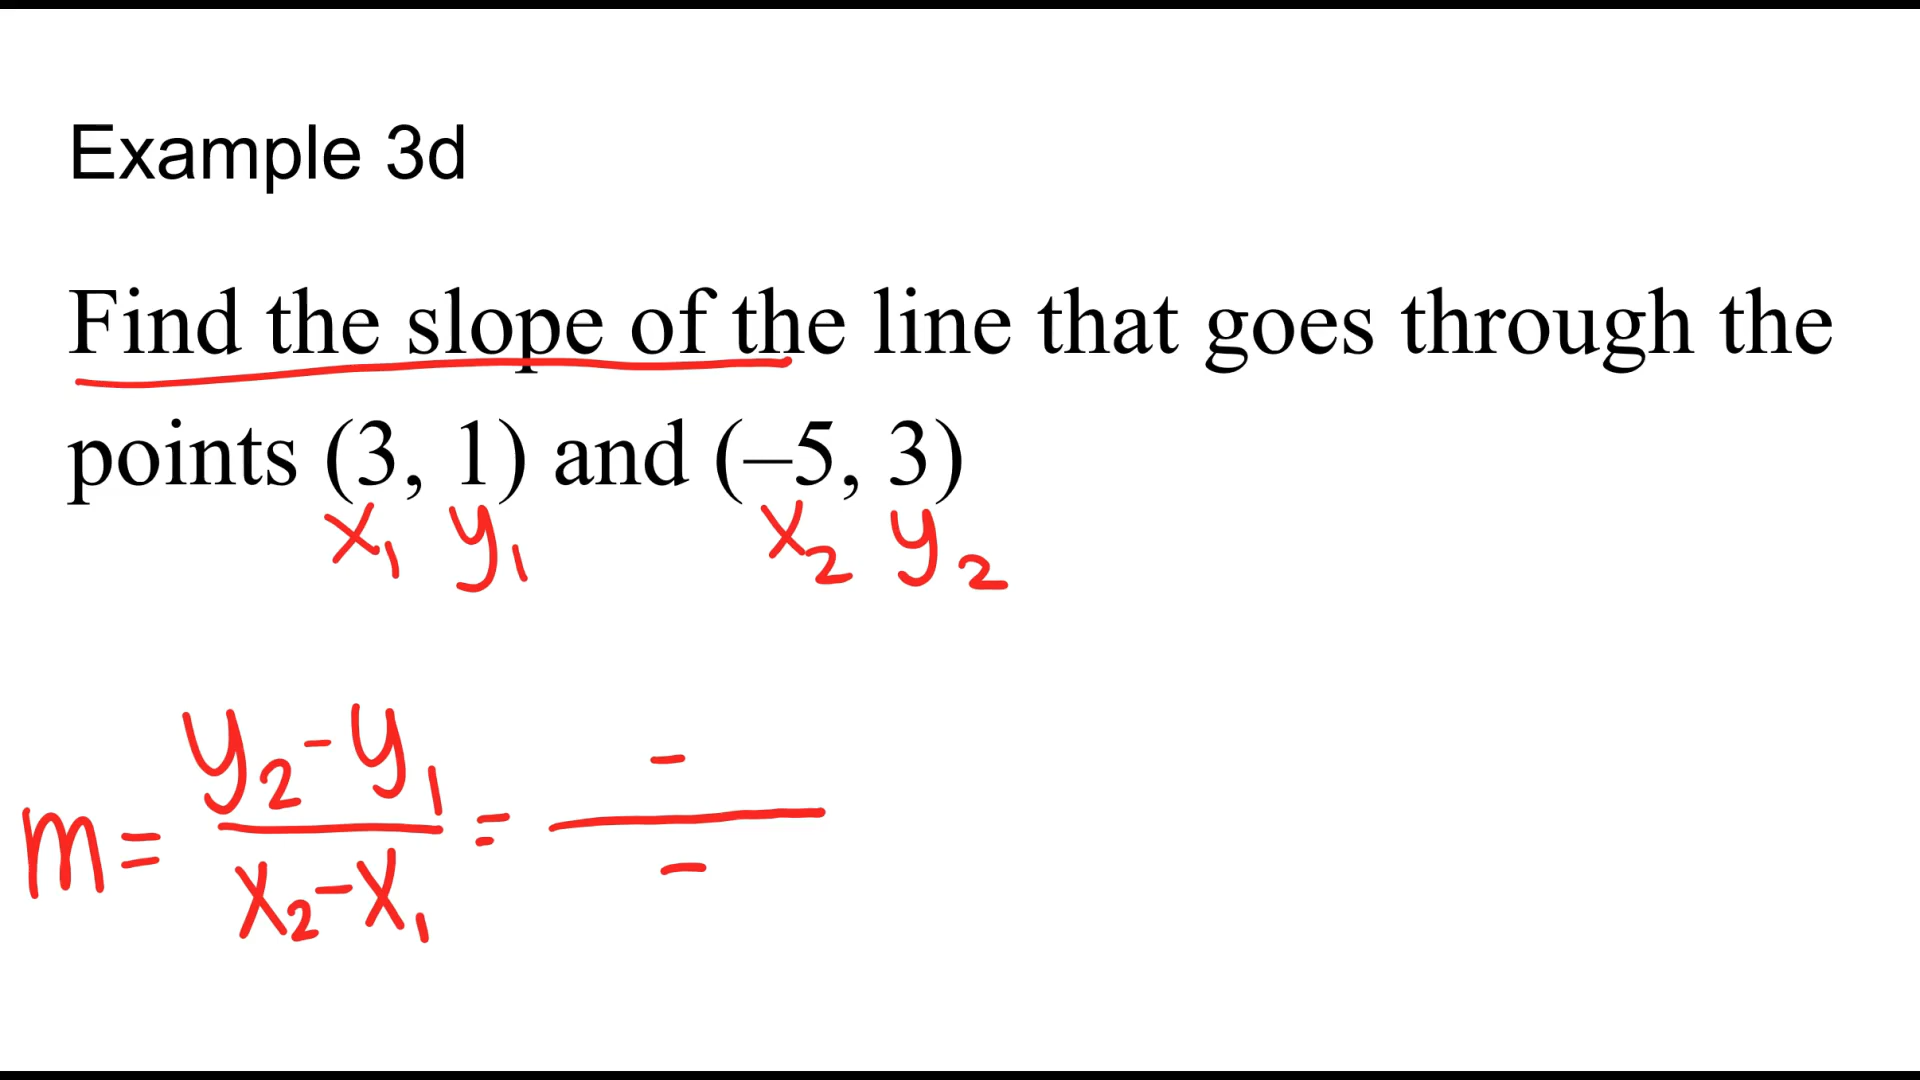 Example 3d
Find the slope of the line that goes through the
points (3, 1) and (–5, 3)
x₁ y₁ x₂ y₂
m = y₂ - y₁ / x₂ - x₁ = - / -